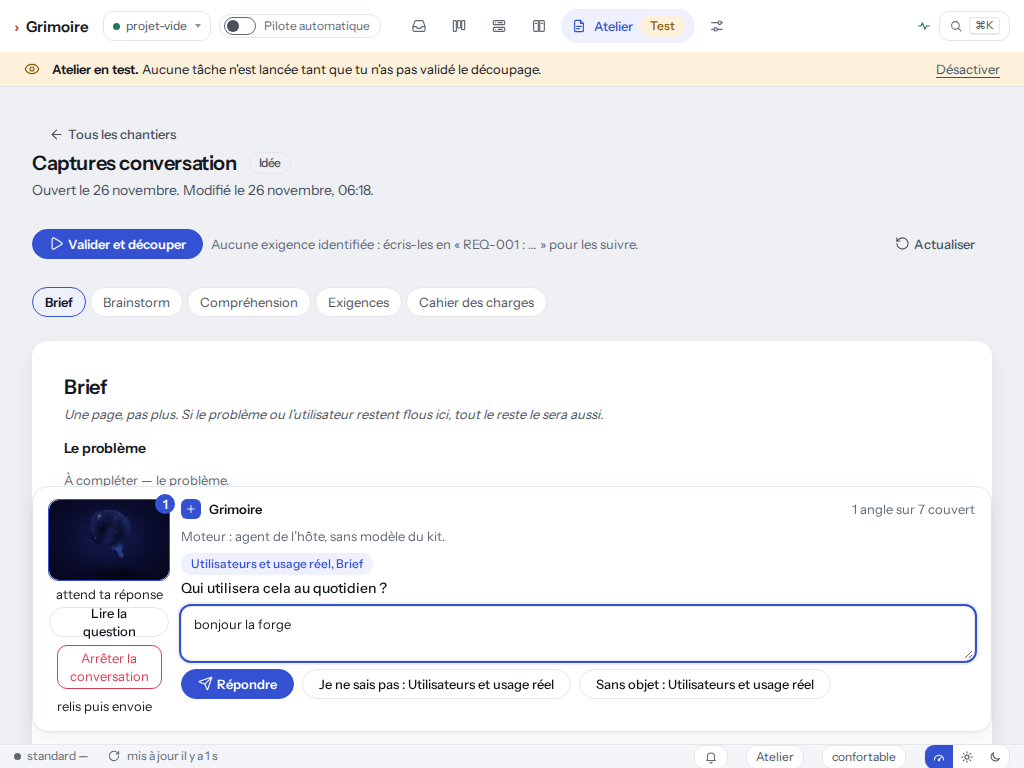 Grimoire
projet-vide
Pilote automatique
Atelier
Test
⌘K
Atelier en test. Aucune tâche n'est lancée tant que tu n'as pas validé le découpage.
Désactiver
← Tous les chantiers
Captures conversation
Idée
Ouvert le 26 novembre. Modifié le 26 novembre, 06:18.
Valider et découper
Aucune exigence identifiée : écris-les en « REQ-001 : … » pour les suivre.
Actualiser
Brief
Brainstorm
Compréhension
Exigences
Cahier des charges
Brief
Une page, pas plus. Si le problème ou l'utilisateur restent flous ici, tout le reste le sera aussi.
Le problème
À compléter — le problème.
1
Grimoire
1 angle sur 7 couvert
Moteur : agent de l'hôte, sans modèle du kit.
Utilisateurs et usage réel, Brief
Qui utilisera cela au quotidien ?
attend ta réponse
Lire la
question
bonjour la forge
Arrêter la
conversation
relis puis envoie
Répondre
Je ne sais pas : Utilisateurs et usage réel
Sans objet : Utilisateurs et usage réel
standard —
mis à jour il y a 1 s
Atelier
confortable